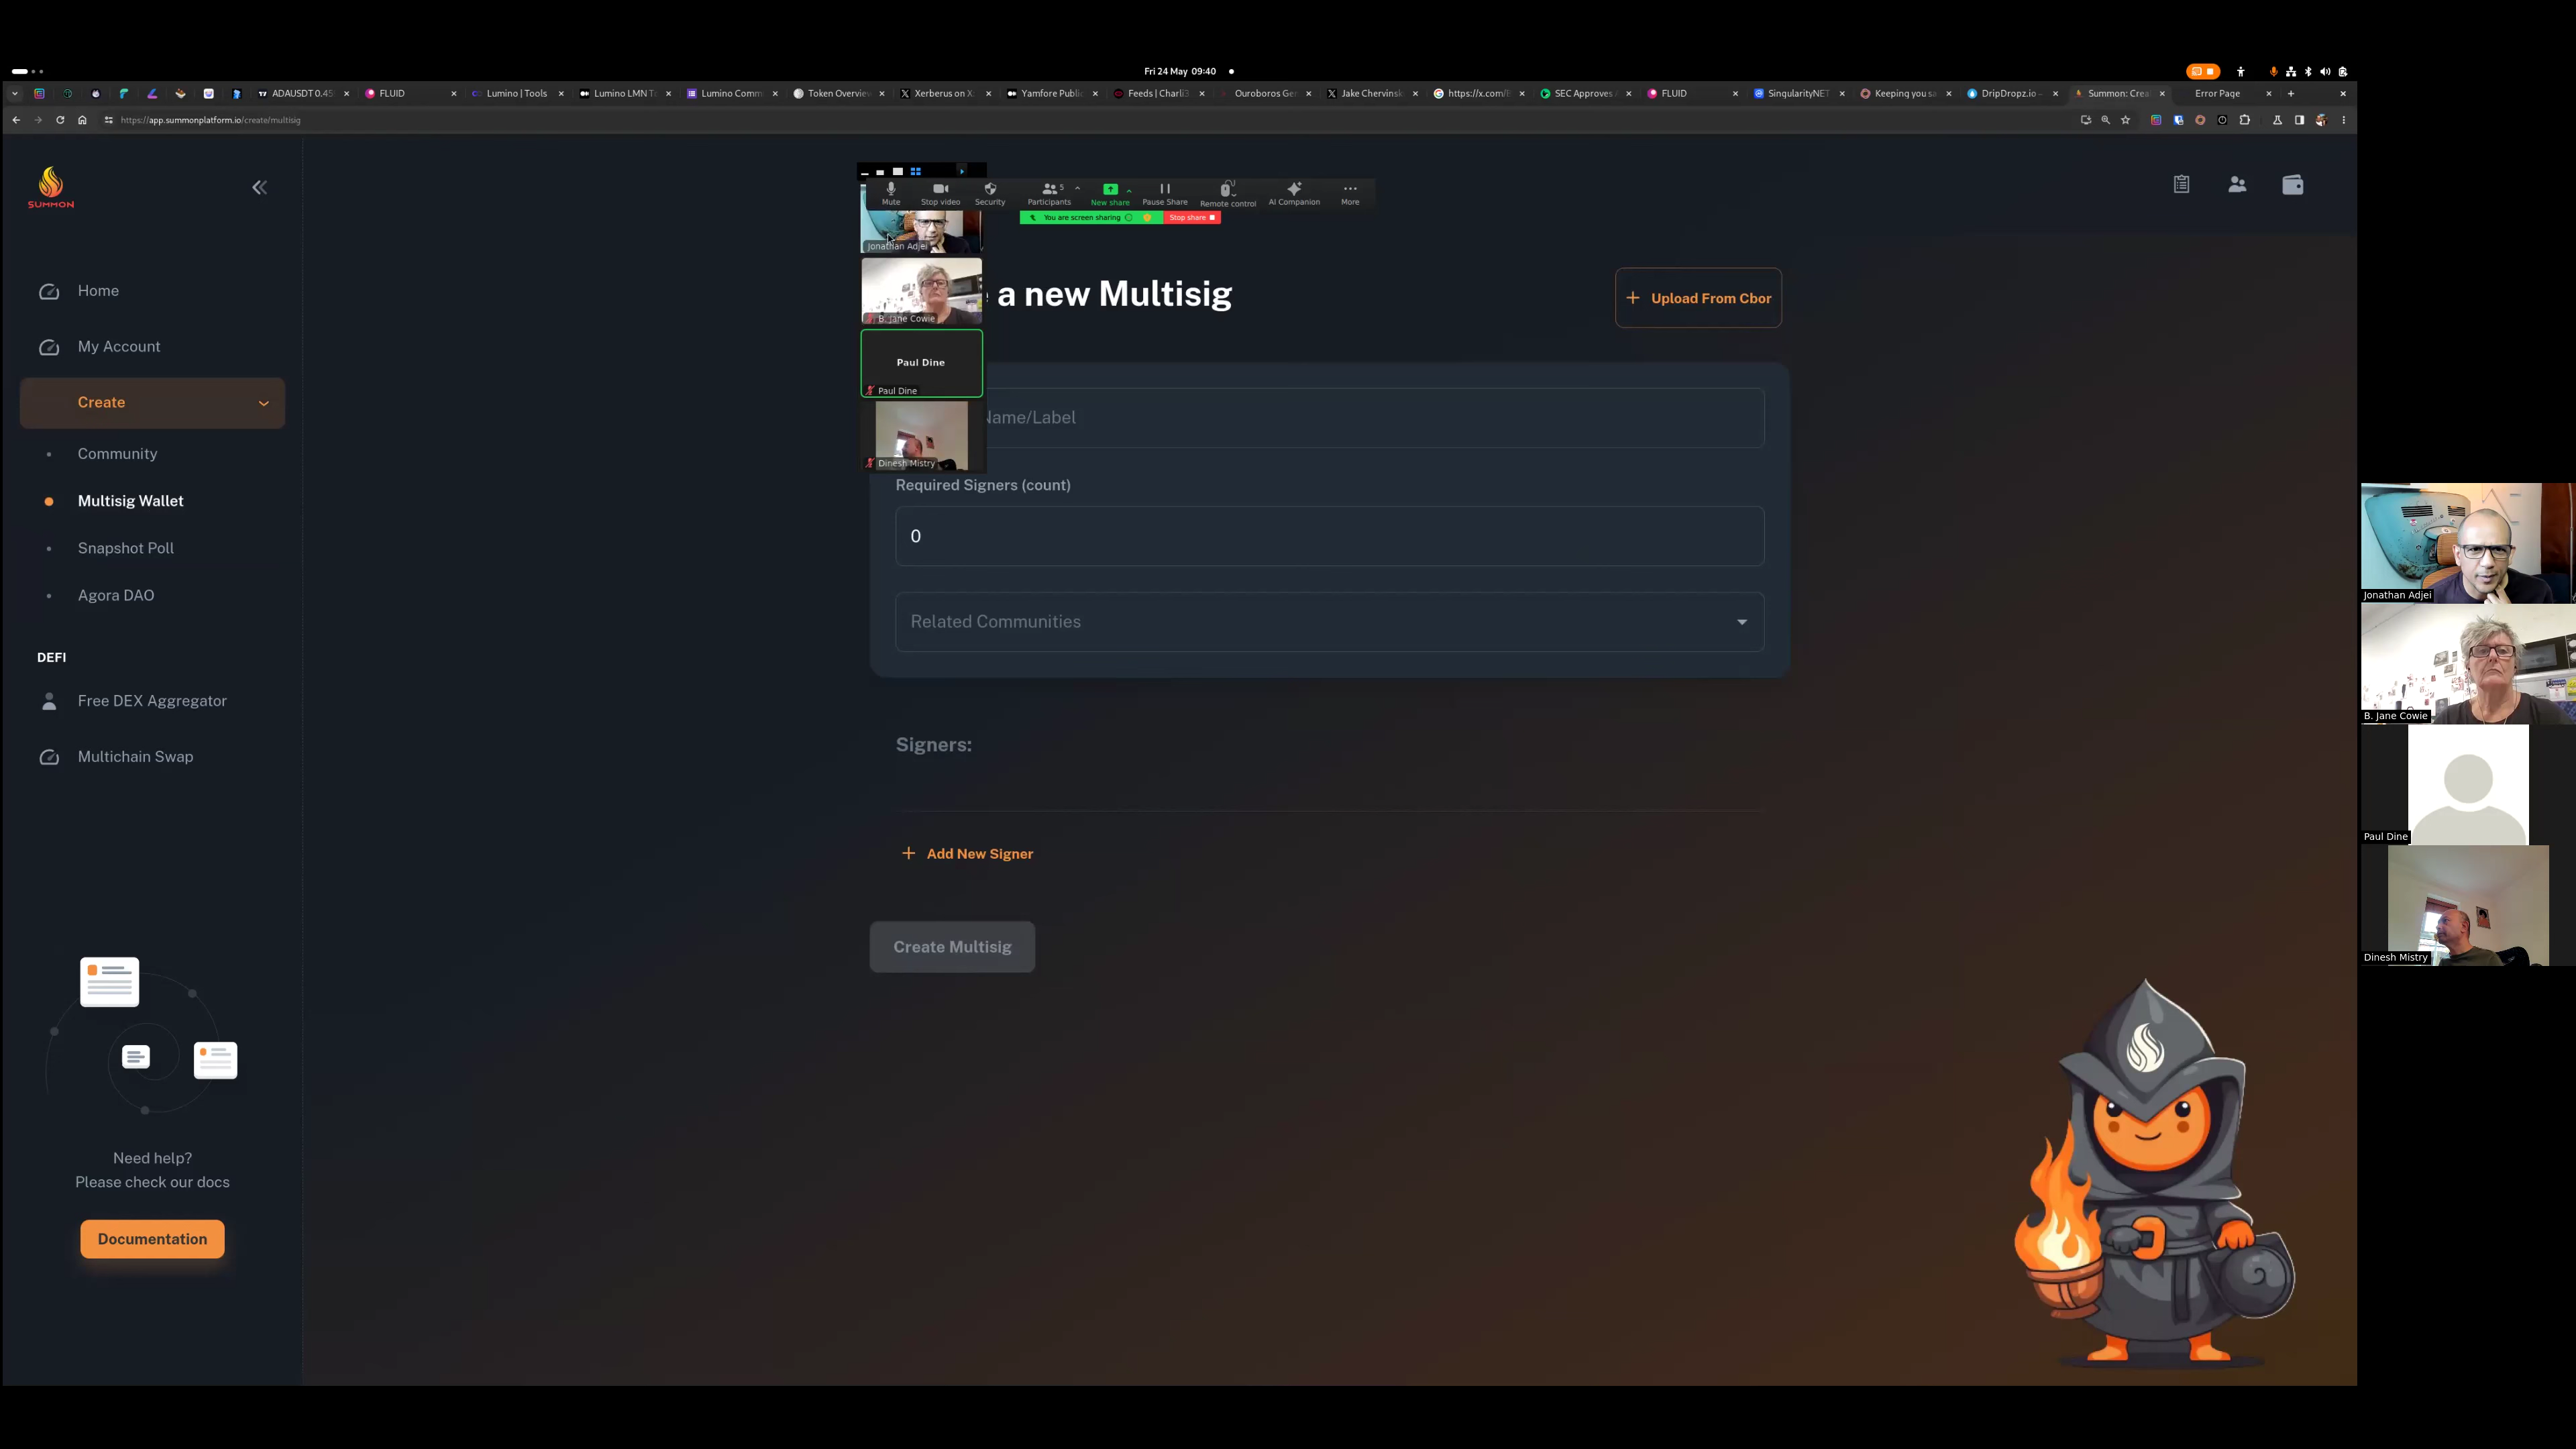 Fri 24 May 09:40
ADAUSDT 0.45
FLUID
Lumino | Tools
Lumino LMN T
Lumino Comm
Token Overview
Xerberus on X
Yamfore Public
Feeds | Charli3
Ouroboros Gen
Jake Chervinsk
https://x.com/
SEC Approves
FLUID
SingularityNET
Keeping you sa
DripDropz.io –
Summon: Crea
Error Page
https://app.summonplatform.io/create/multisig
SUMMON
Home
My Account
Create
Community
Multisig Wallet
Snapshot Poll
Agora DAO
DEFI
Free DEX Aggregator
Multichain Swap
Need help?
Please check our docs
Documentation
Mute
Stop video
Security
5
Participants
New share
Pause Share
Remote control
AI Companion
More
You are screen sharing
Stop share
Jonathan Adjei
B. Jane Cowie
Paul Dine
Paul Dine
Dinesh Mistry
a new Multisig
Upload From Cbor
Name/Label
Required Signers (count)
0
Related Communities
Signers:
Add New Signer
Create Multisig
Jonathan Adjei
B. Jane Cowie
Paul Dine
Dinesh Mistry